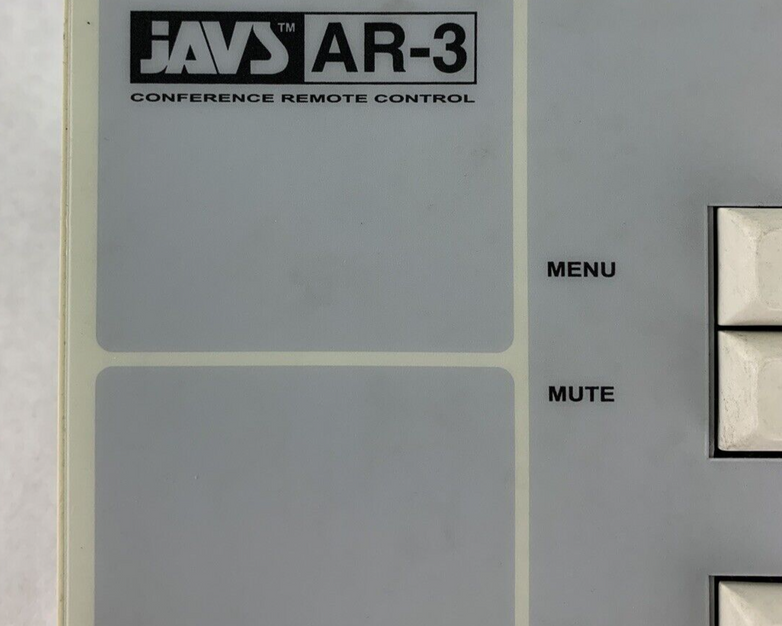 JAVS™ AR-3
CONFERENCE REMOTE CONTROL
MENU
MUTE